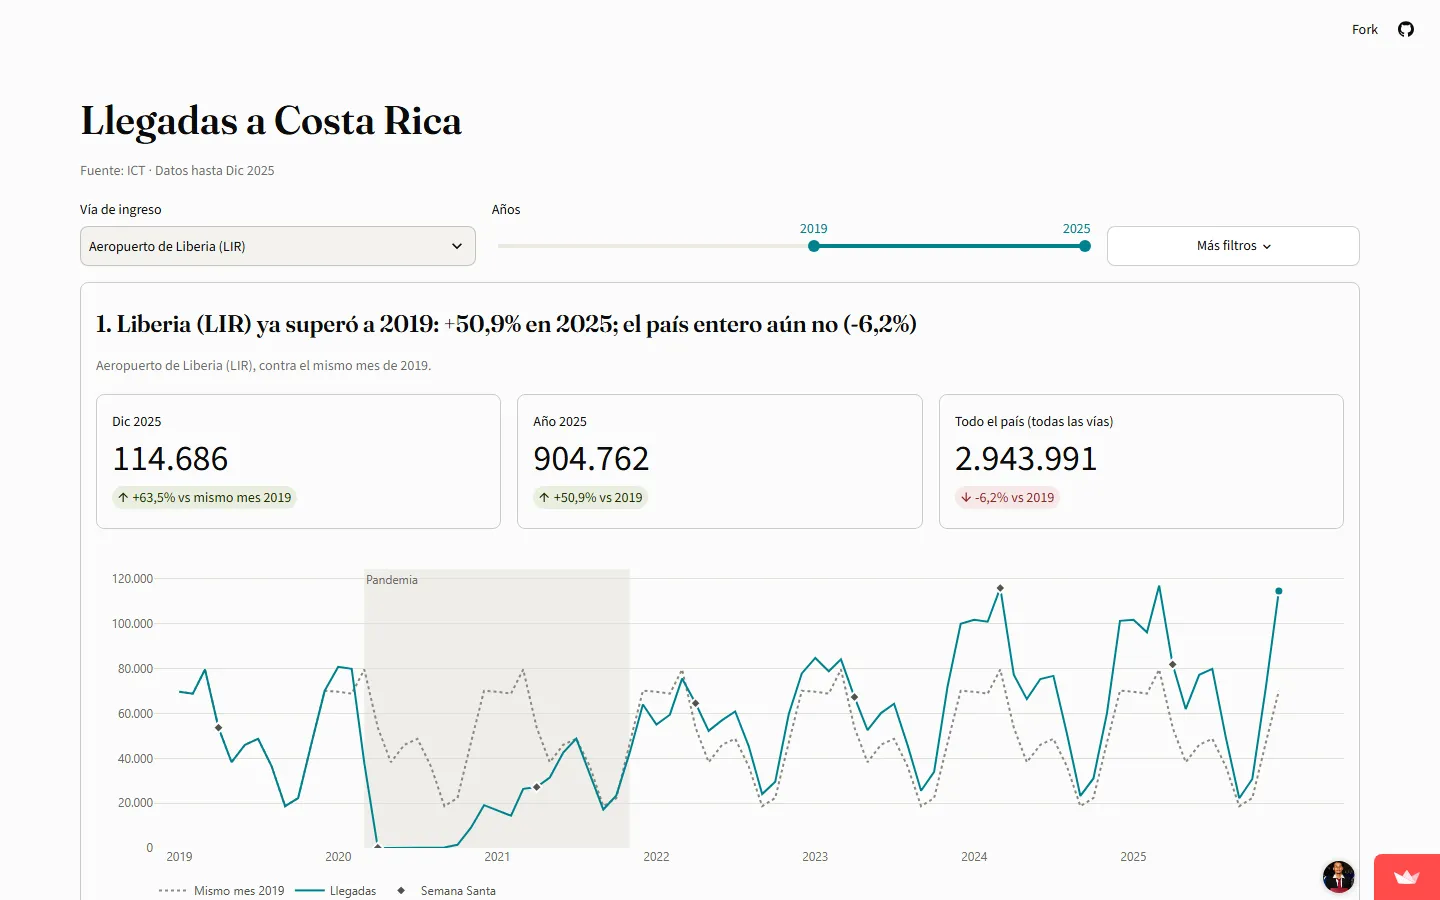 Fork
Llegadas a Costa Rica
Fuente: ICT · Datos hasta Dic 2025
Vía de ingreso
Años
Aeropuerto de Liberia (LIR)
2019
2025
Más filtros
1. Liberia (LIR) ya superó a 2019: +50,9% en 2025; el país entero aún no (-6,2%)
Aeropuerto de Liberia (LIR), contra el mismo mes de 2019.
Dic 2025
114.686
↑ +63,5% vs mismo mes 2019
Año 2025
904.762
↑ +50,9% vs 2019
Todo el país (todas las vías)
2.943.991
↓ -6,2% vs 2019
Pandemia
120.000
100.000
80.000
60.000
40.000
20.000
0
2019
2020
2021
2022
2023
2024
2025
Mismo mes 2019
Llegadas
Semana Santa